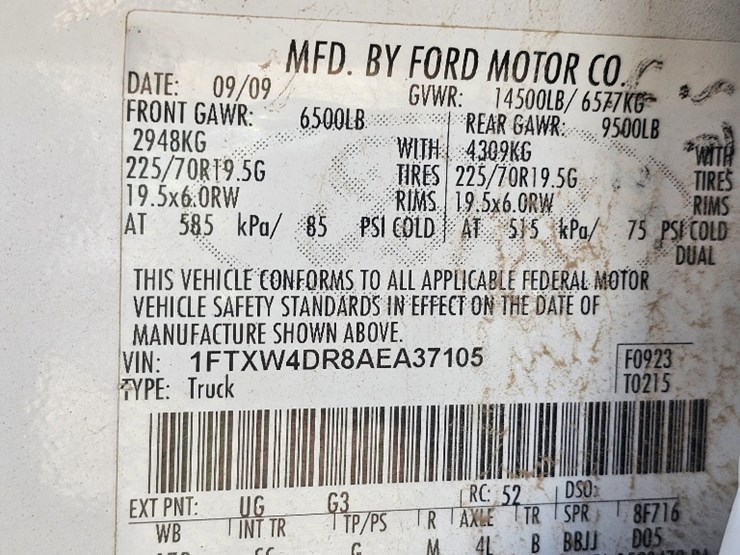 MFD. BY FORD MOTOR CO.
DATE: 09/09 GVWR: 14500LB/ 6577KG
FRONT GAWR: 6500LB REAR GAWR: 9500LB
2948KG WITH 4309KG WITH
225/70R19.5G TIRES 225/70R19.5G TIRES
19.5x6.0RW RIMS 19.5x6.0RW RIMS
AT 585 kPa/ 85 PSI COLD AT 515 kPa/ 75 PSI COLD
DUAL
THIS VEHICLE CONFORMS TO ALL APPLICABLE FEDERAL MOTOR
VEHICLE SAFETY STANDARDS IN EFFECT ON THE DATE OF
MANUFACTURE SHOWN ABOVE.
VIN: 1FTXW4DR8AEA37105 F0923
TYPE: Truck T0215
EXT PNT: UG G3 RC: 52 DSO:
WB INT TR TP/PS R AXLE TR SPR 8F716
M 4L B BBJJ D05